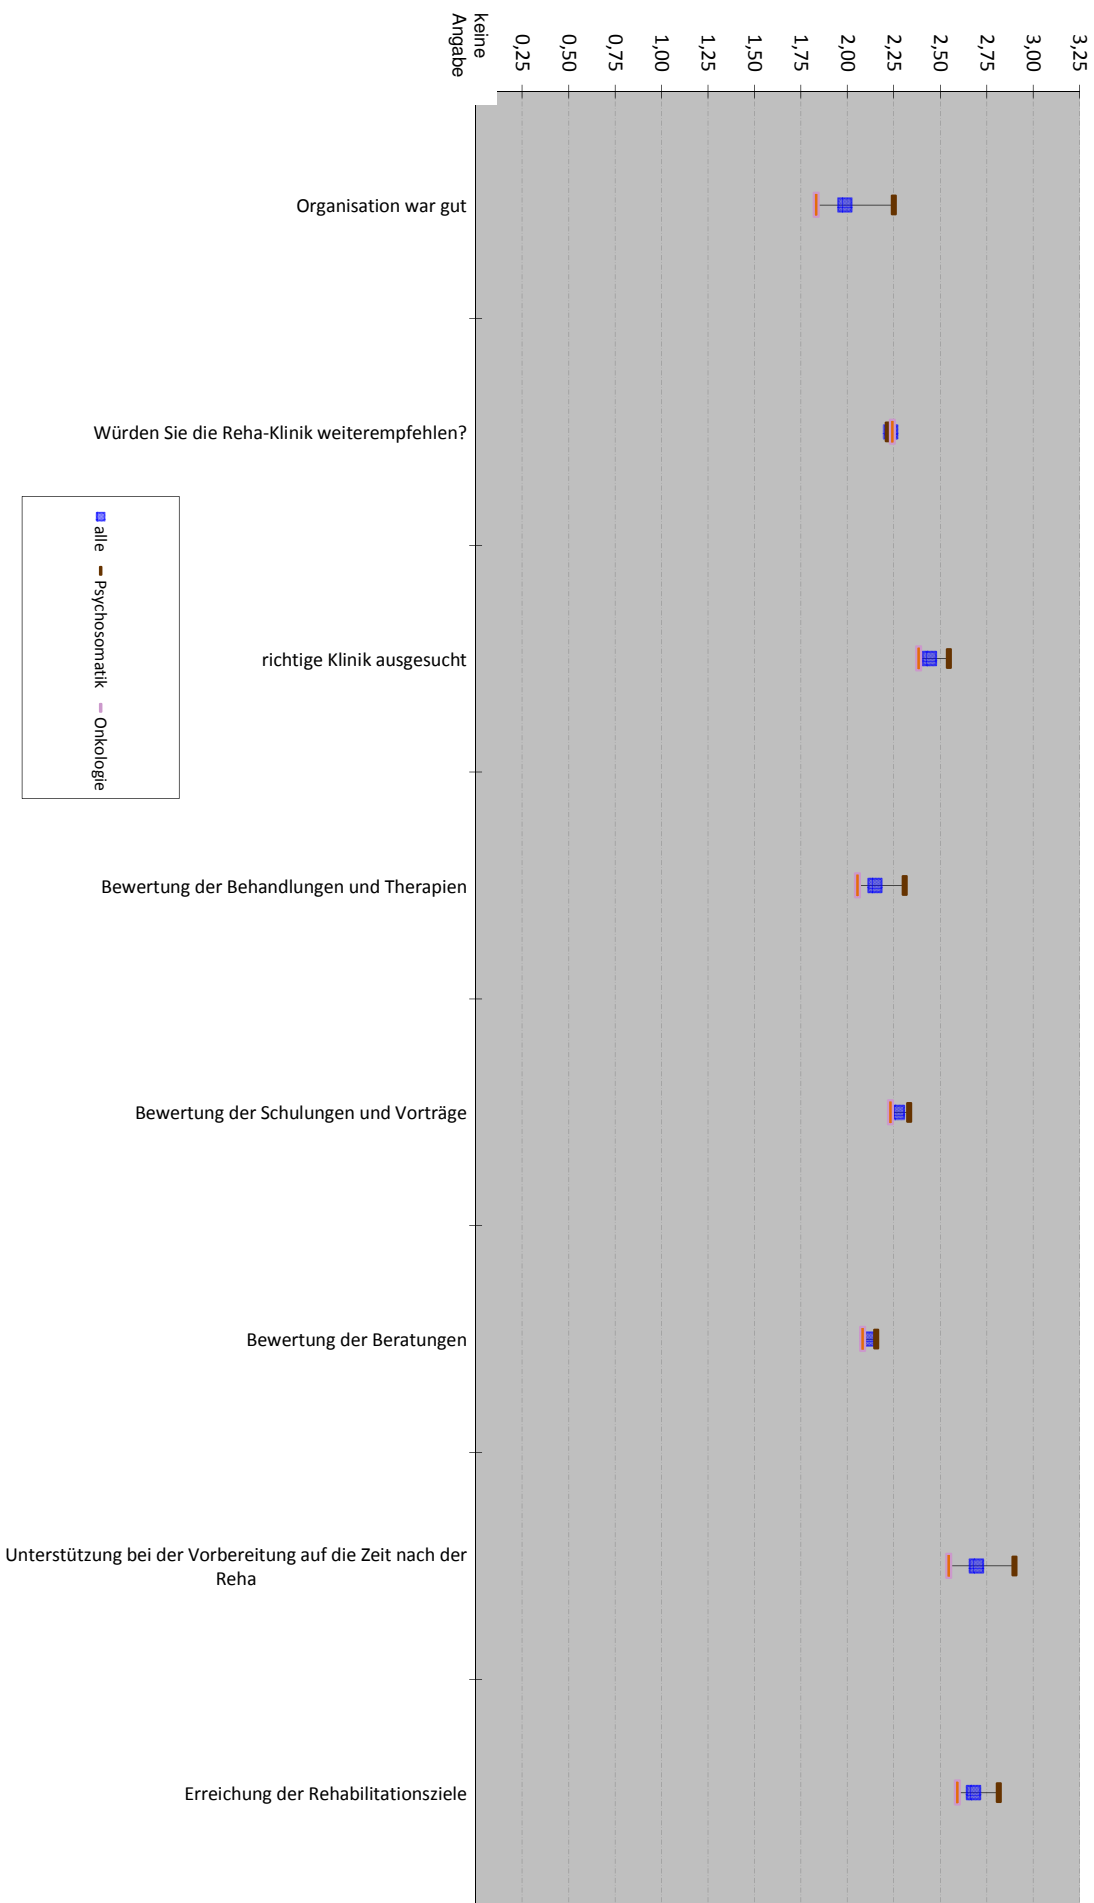 keine
Angabe
0,25
0,50
0,75
1,00
1,25
1,50
1,75
2,00
2,25
2,50
2,75
3,00
3,25
Organisation war gut
Würden Sie die Reha-Klinik weiterempfehlen?
richtige Klinik ausgesucht
Bewertung der Behandlungen und Therapien
Bewertung der Schulungen und Vorträge
Bewertung der Beratungen
Unterstützung bei der Vorbereitung auf die Zeit nach der
Reha
Erreichung der Rehabilitationsziele
alle Psychosomatik Onkologie